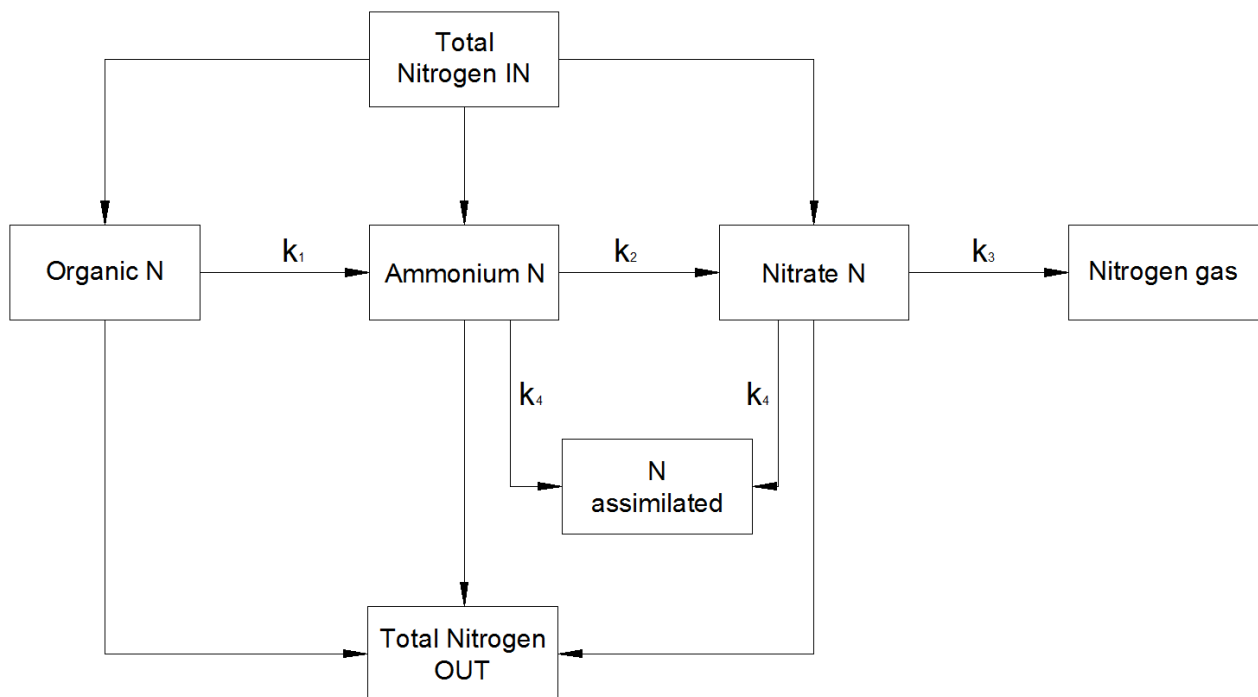 Total
Nitrogen IN
Organic N
k₁
Ammonium N
k₂
Nitrate N
k₃
Nitrogen gas
k₄
k₄
N
assimilated
Total Nitrogen
OUT